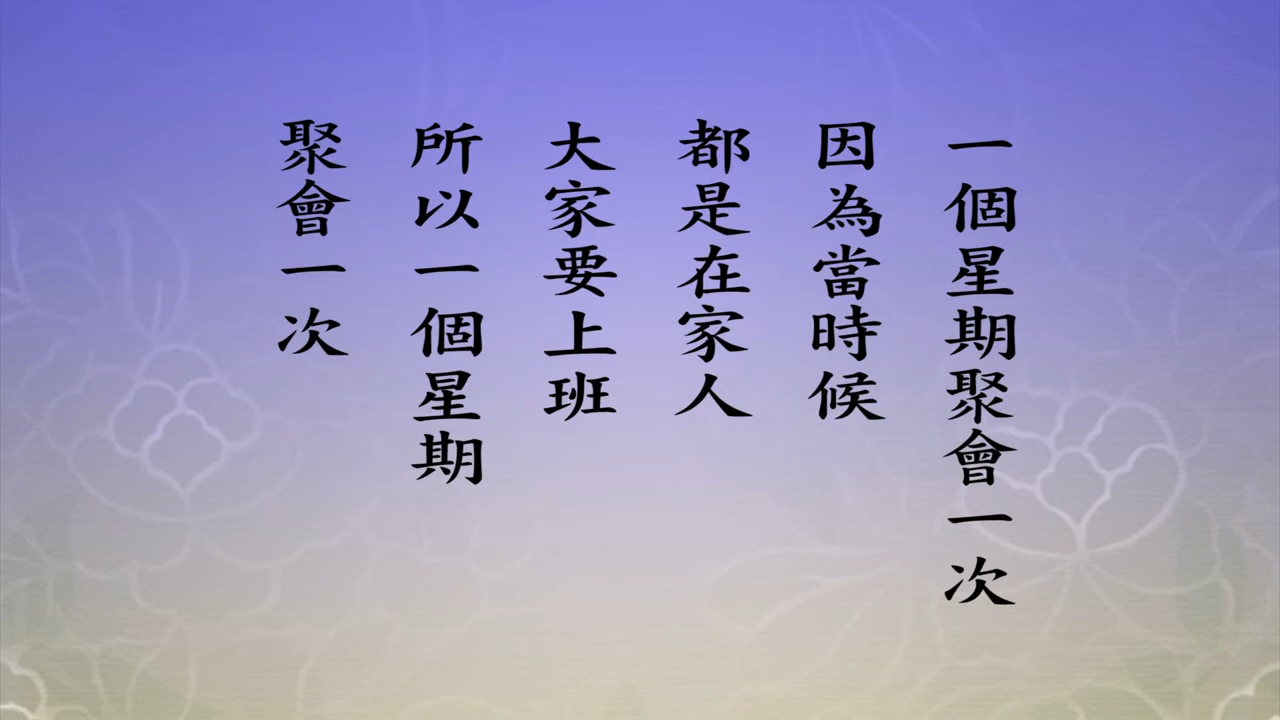 一個星期聚會一次
因為當時候
都是在家人
大家要上班
所以一個星期
聚會一次